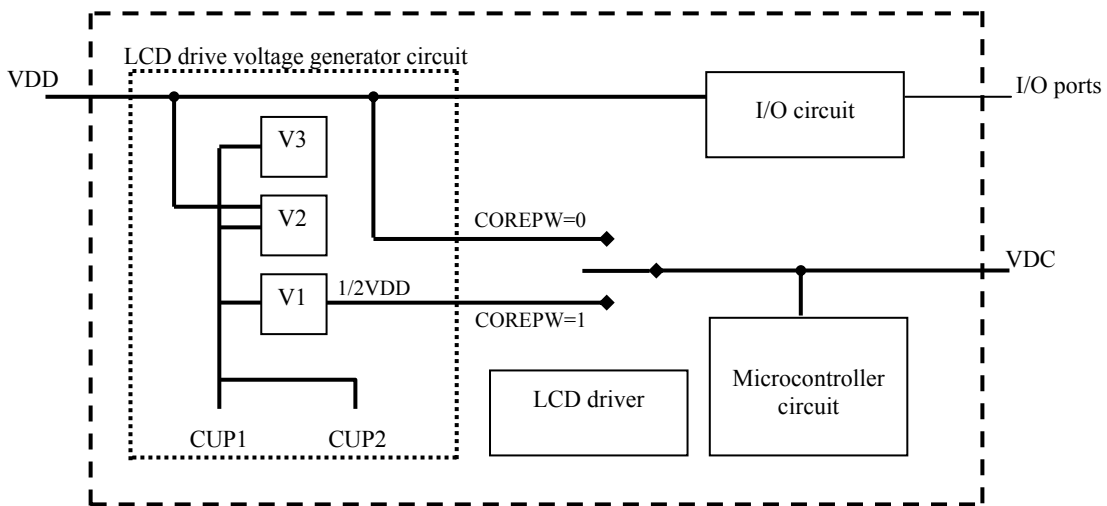 LCD drive voltage generator circuit
VDD
I/O ports
I/O circuit
V3
V2
COREPW=0
VDC
V1
1/2VDD
COREPW=1
Microcontroller
circuit
LCD driver
CUP1
CUP2